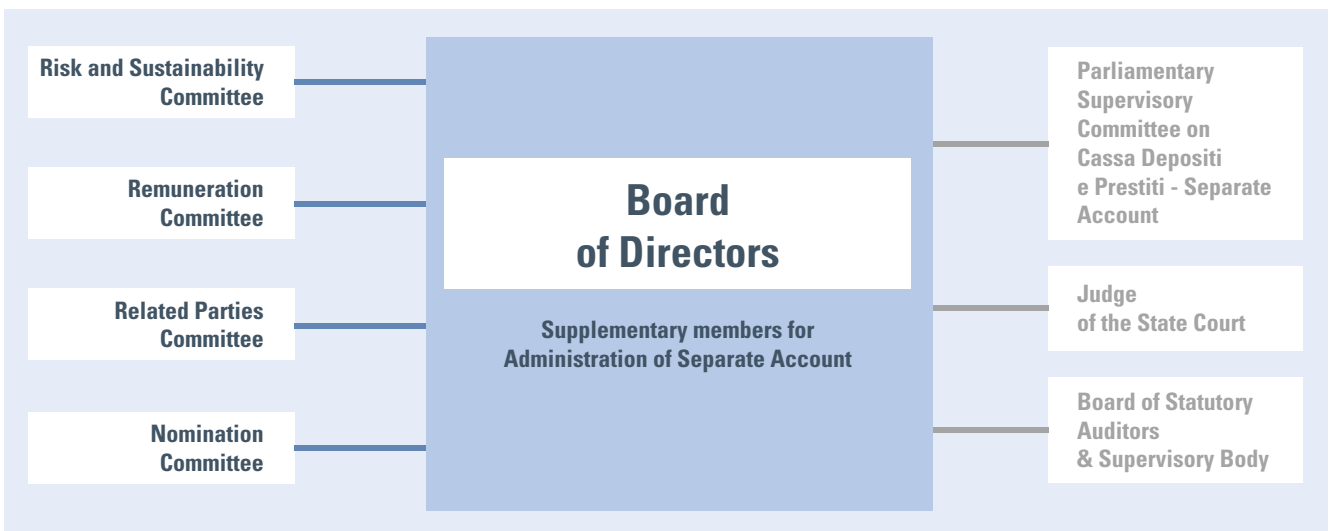 Risk and Sustainability
Committee
Remuneration
Committee
Related Parties
Committee
Nomination
Committee
Board
of Directors
Supplementary members for
Administration of Separate Account
Parliamentary
Supervisory
Committee on
Cassa Depositi
e Prestiti - Separate
Account
Judge
of the State Court
Board of Statutory
Auditors
& Supervisory Body